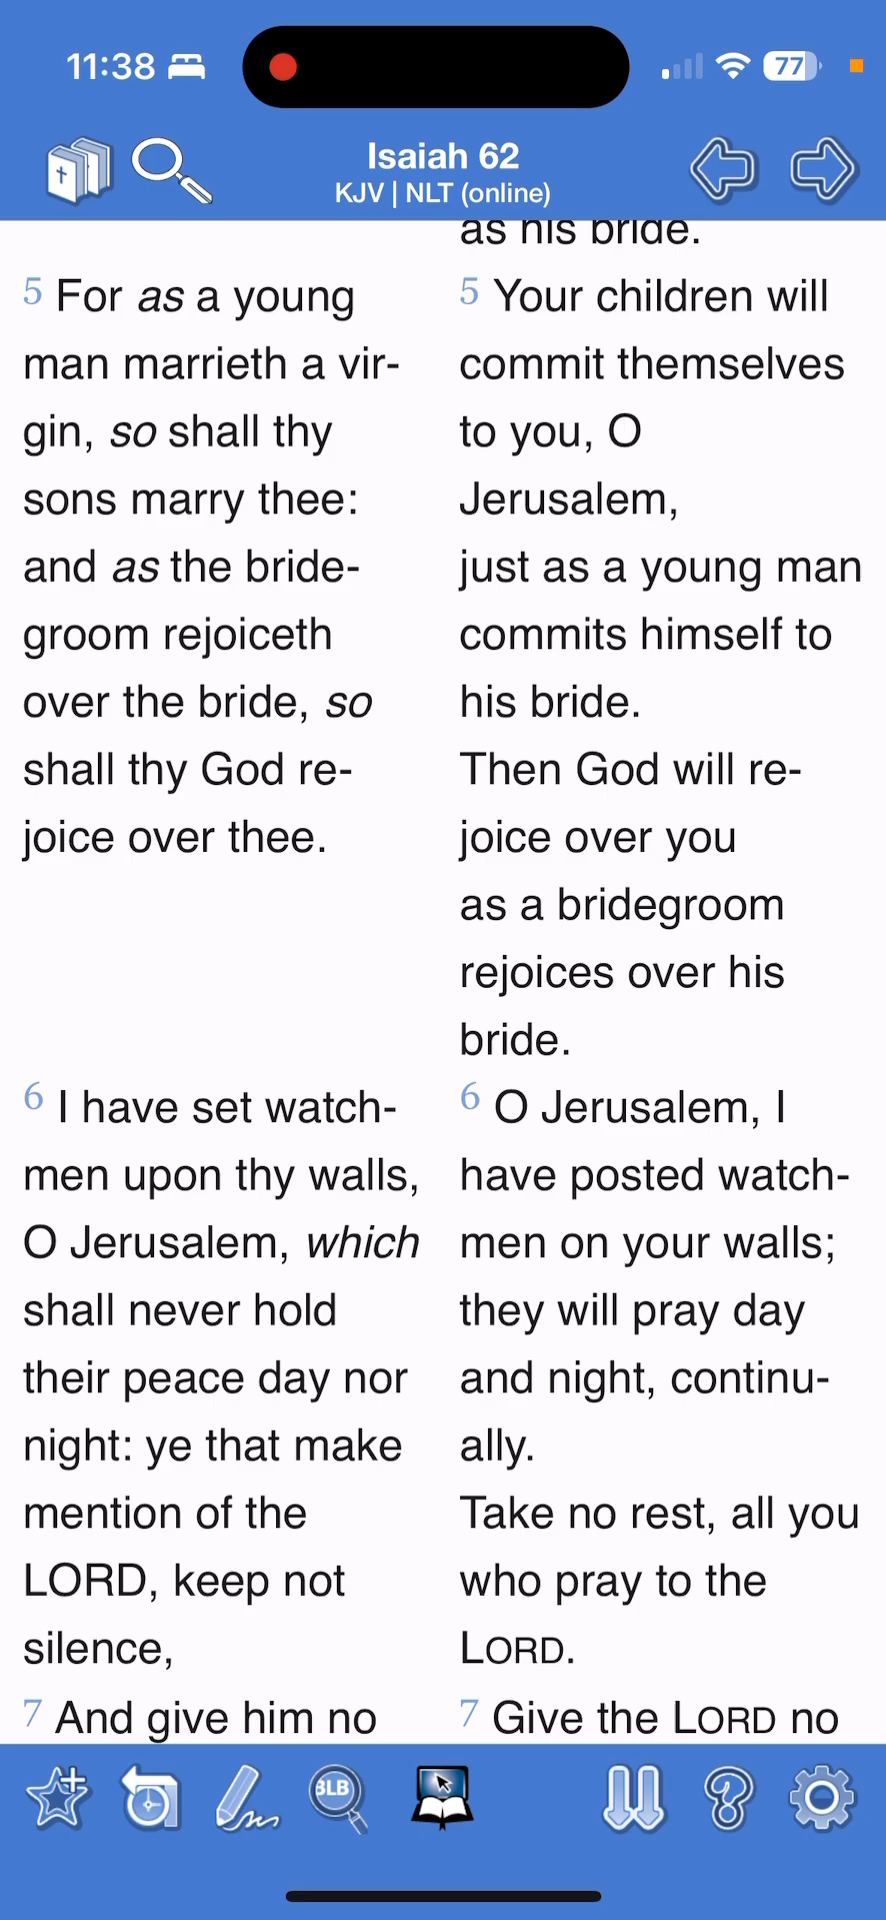 11:38
77
Isaiah 62
KJV | NLT (online)
as his bride.
5 For as a young
man marrieth a vir-
gin, so shall thy
sons marry thee:
and as the bride-
groom rejoiceth
over the bride, so
shall thy God re-
joice over thee.
5 Your children will
commit themselves
to you, O
Jerusalem,
just as a young man
commits himself to
his bride.
Then God will re-
joice over you
as a bridegroom
rejoices over his
bride.
6 I have set watch-
men upon thy walls,
O Jerusalem, which
shall never hold
their peace day nor
night: ye that make
mention of the
LORD, keep not
silence,
6 O Jerusalem, I
have posted watch-
men on your walls;
they will pray day
and night, continu-
ally.
Take no rest, all you
who pray to the
LORD.
7 And give him no
7 Give the LORD no
BLB